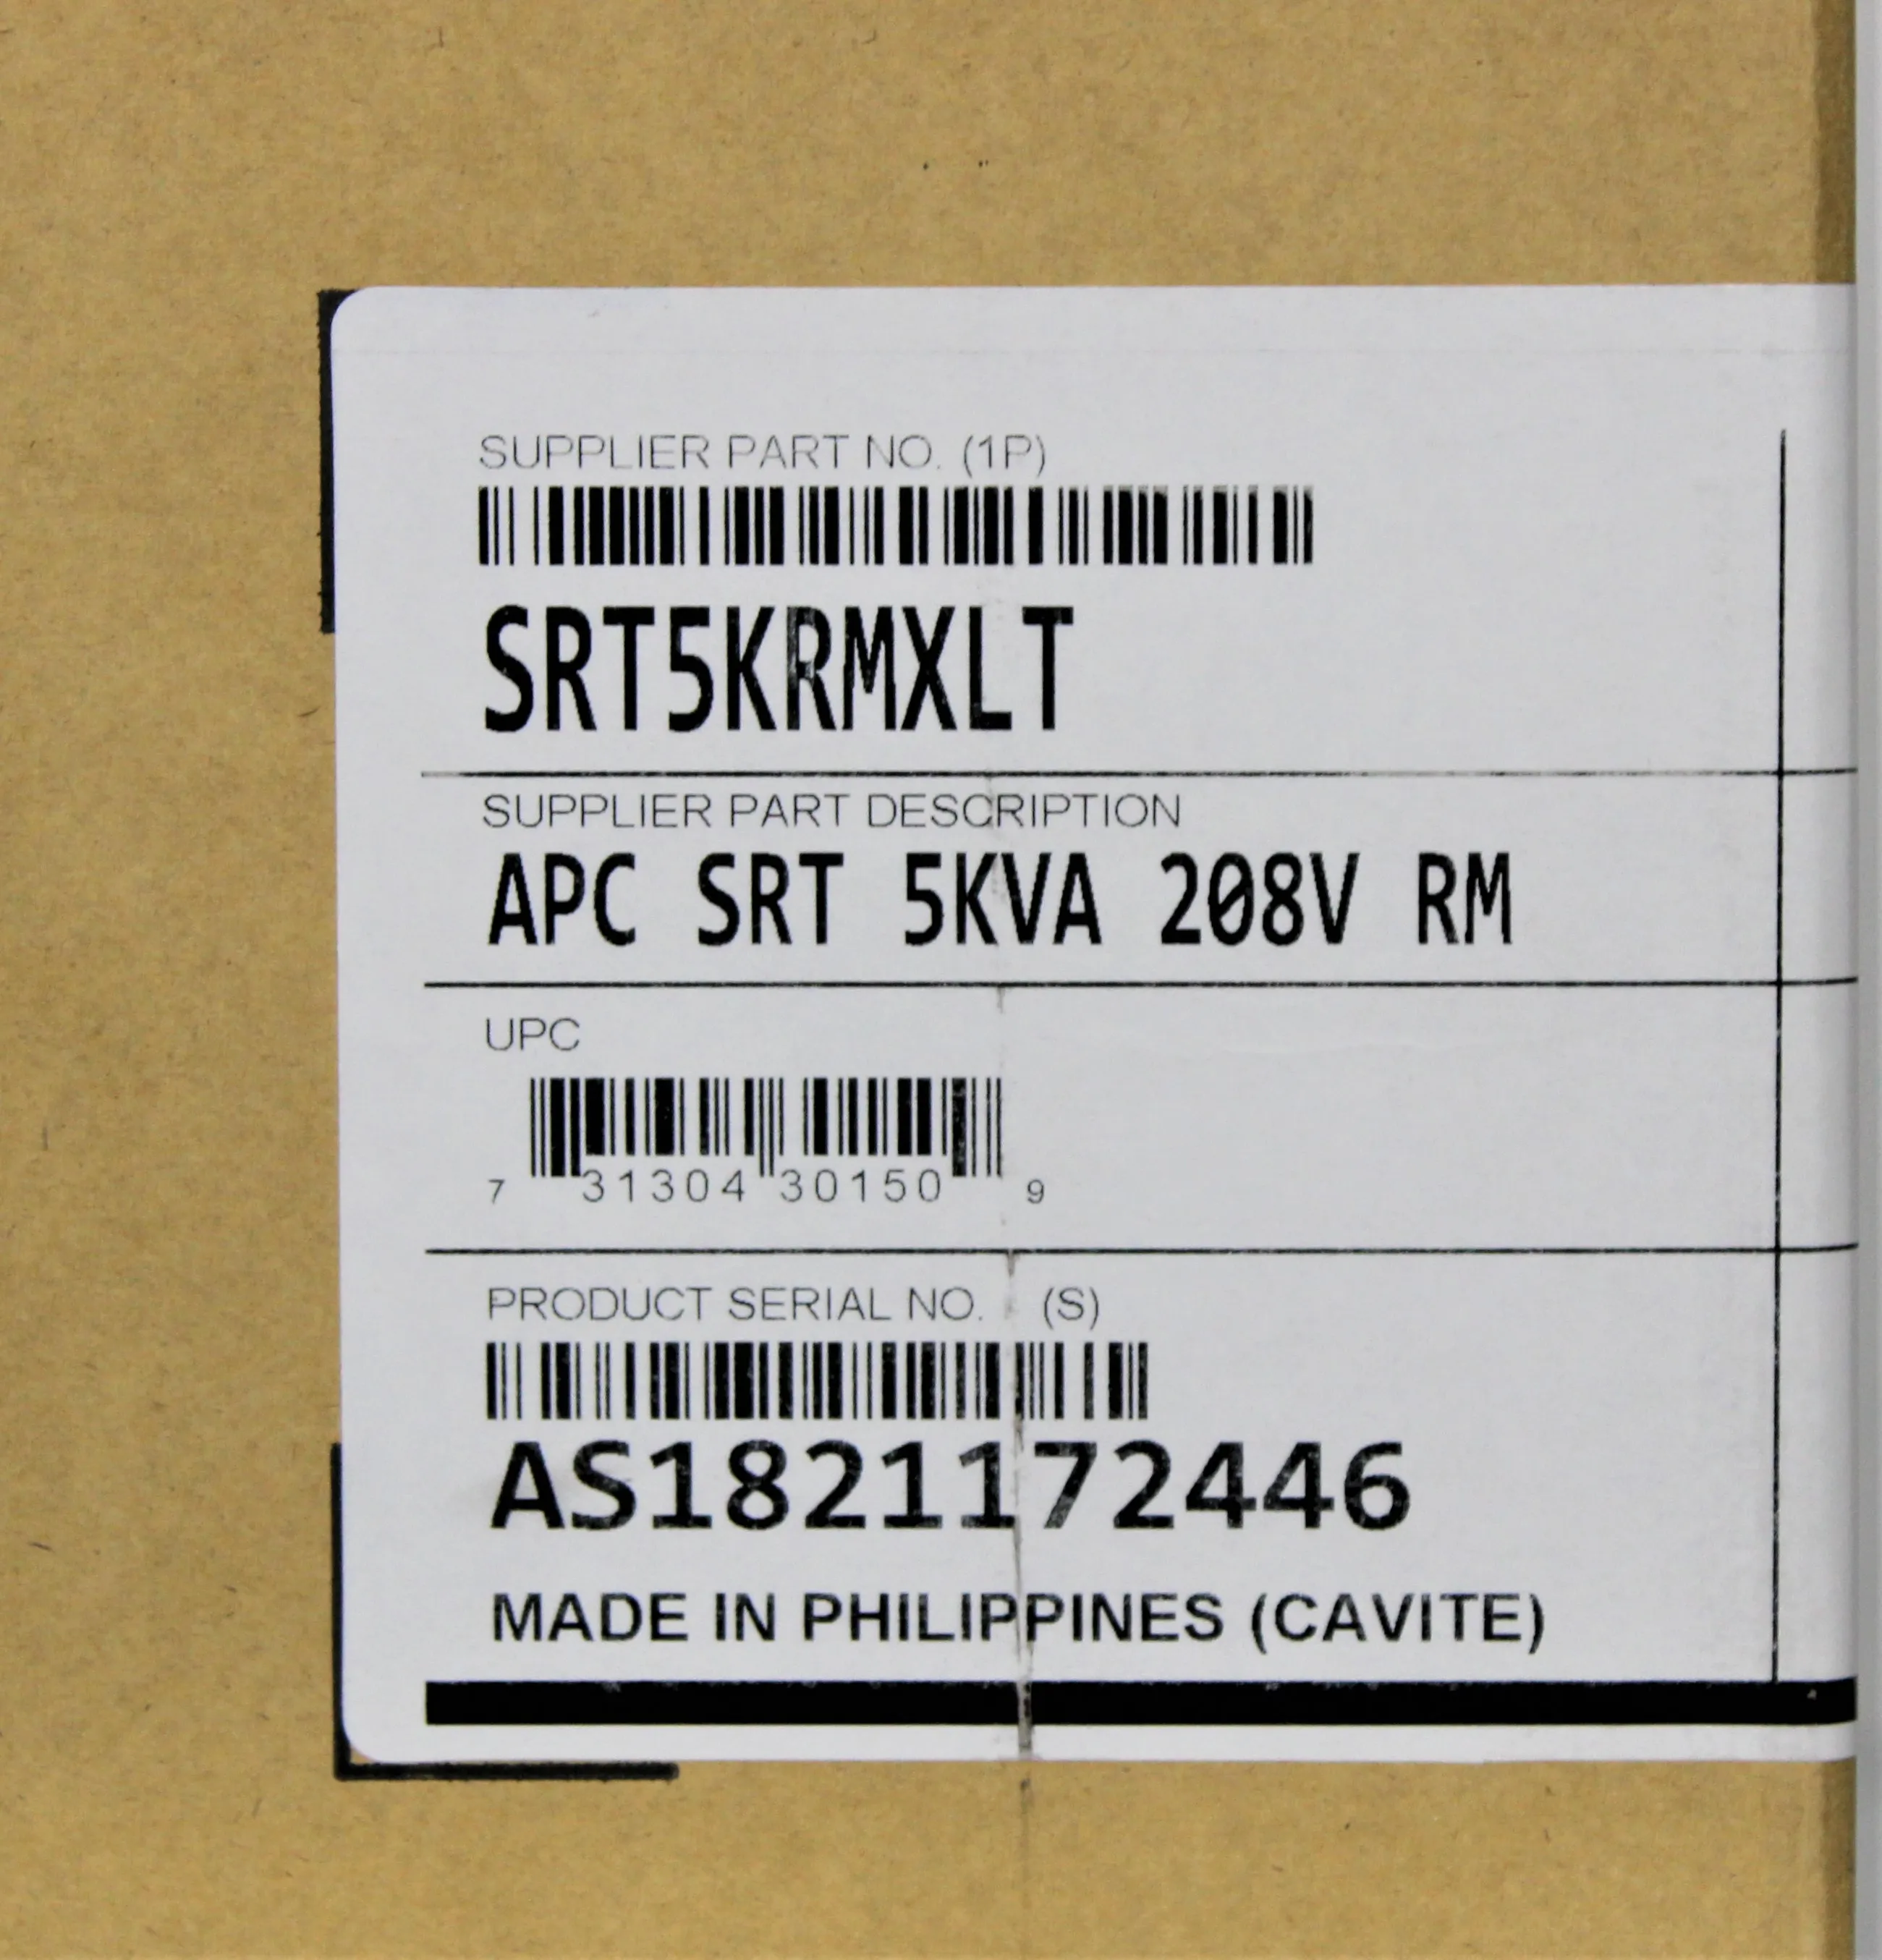 SUPPLIER PART NO. (1P)
SRT5KRMXLT
SUPPLIER PART DESCRIPTION
APC SRT 5KVA 208V RM
UPC
7 31304 30150 9
PRODUCT SERIAL NO. (S)
AS1821172446
MADE IN PHILIPPINES (CAVITE)